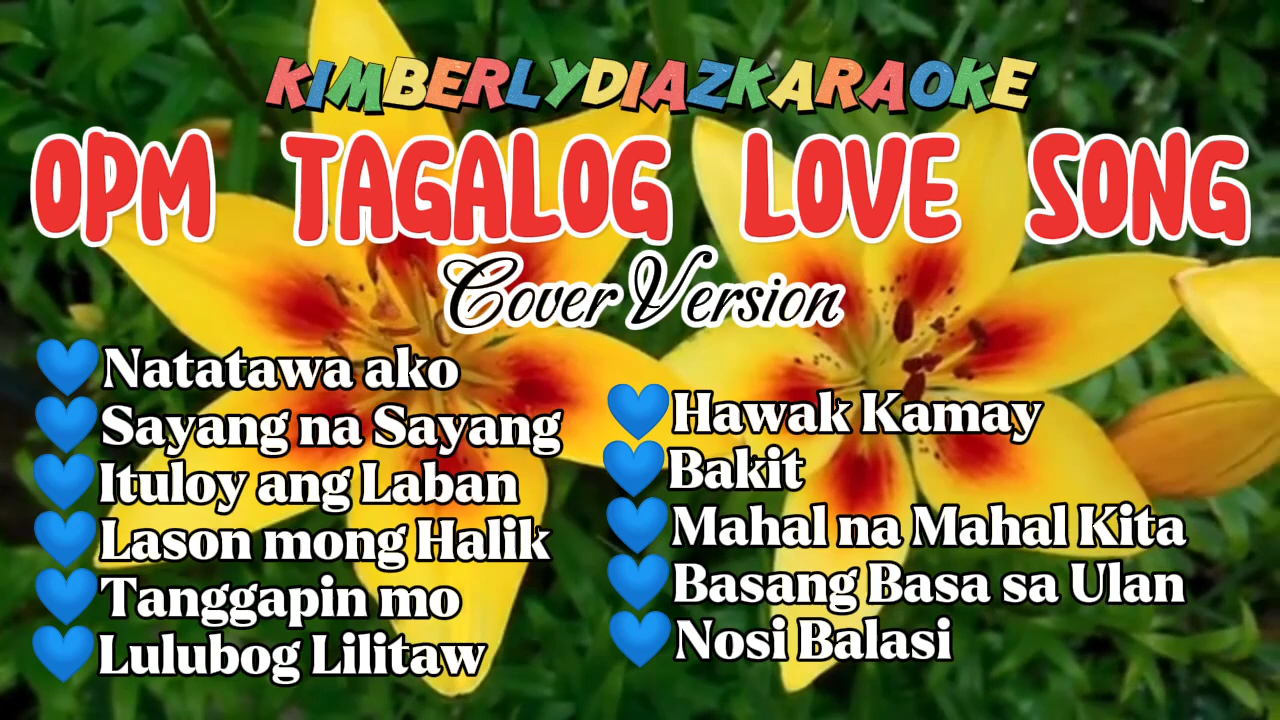 KIMBERLYDIAZKARAOKE
OPM TAGALOG LOVE SONG
Cover Version
Natatawa ako
Sayang na Sayang
Ituloy ang Laban
Lason mong Halik
Tanggapin mo
Lulubog Lilitaw
Hawak Kamay
Bakit
Mahal na Mahal Kita
Basang Basa sa Ulan
Nosi Balasi